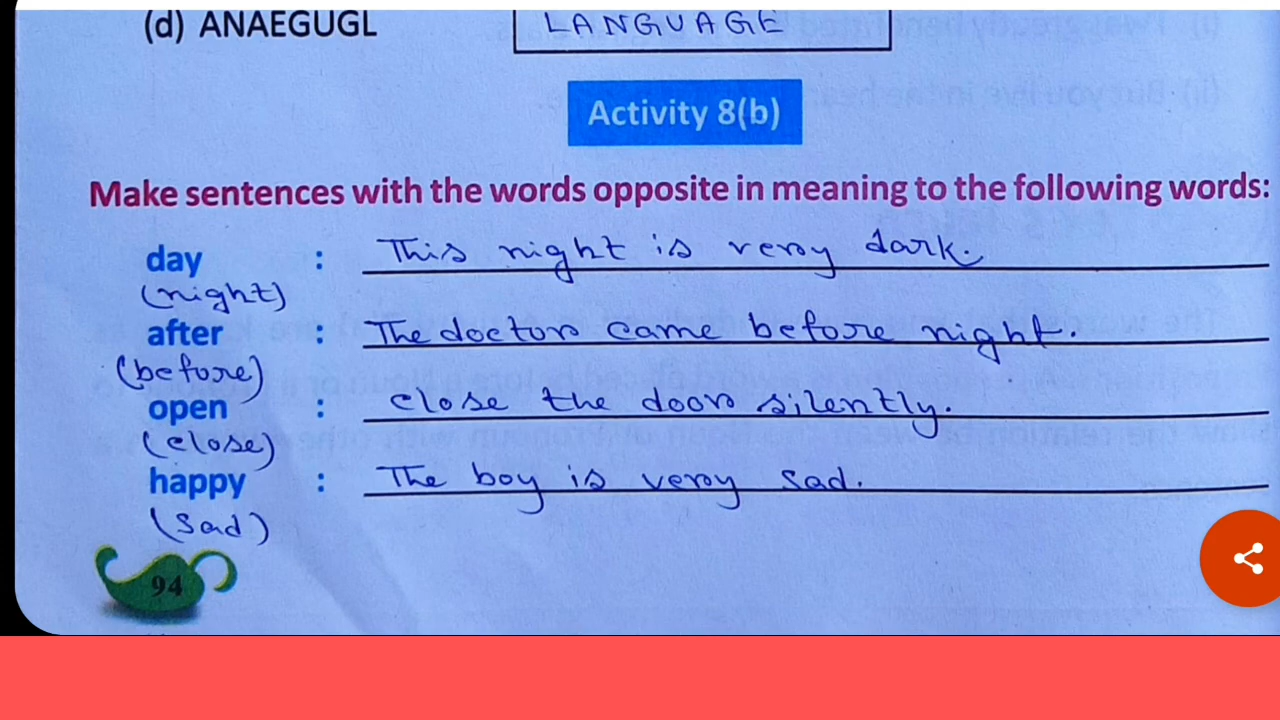 (d) ANAEGUGL LANGUAGE
Activity 8(b)
Make sentences with the words opposite in meaning to the following words:
day : This night is very dark.
(night)
after : The doctor came before night.
(before)
open : close the door silently.
(close)
happy : The boy is very sad.
(sad)
94